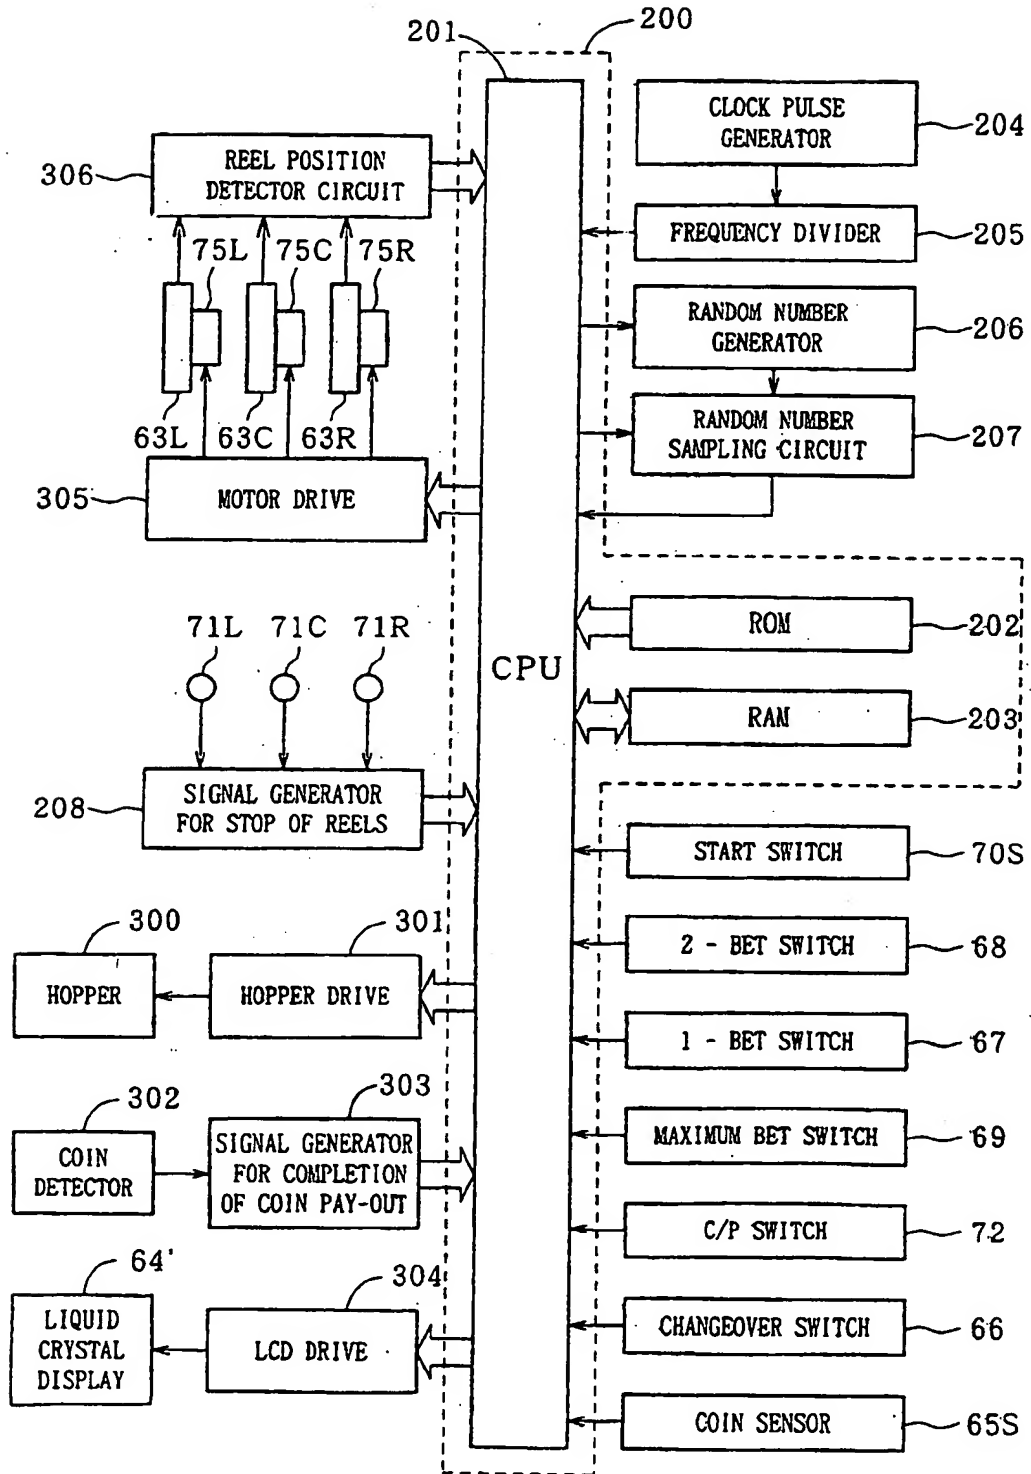 200
201
CLOCK PULSE
GENERATOR
204
306
REEL POSITION
DETECTOR CIRCUIT
FREQUENCY DIVIDER
205
75L 75C 75R
RANDOM NUMBER
GENERATOR
206
63L 63C 63R
RANDOM NUMBER
SAMPLING CIRCUIT
207
305
MOTOR DRIVE
ROM
202
71L 71C 71R
CPU
RAM
203
208
SIGNAL GENERATOR
FOR STOP OF REELS
START SWITCH
70S
300
301
2 - BET SWITCH
68
HOPPER
HOPPER DRIVE
1 - BET SWITCH
67
302
303
COIN
DETECTOR
SIGNAL GENERATOR
FOR COMPLETION
OF COIN PAY-OUT
MAXIMUM BET SWITCH
69
C/P SWITCH
72
64'
304
LIQUID
CRYSTAL
DISPLAY
LCD DRIVE
CHANGEOVER SWITCH
66
COIN SENSOR
65S